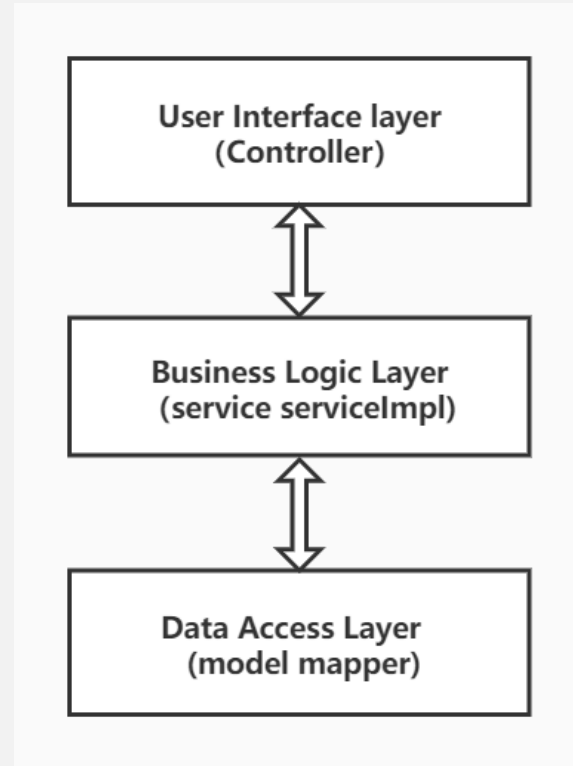 User Interface layer
(Controller)
Business Logic Layer
(service serviceImpl)
Data Access Layer
(model mapper)